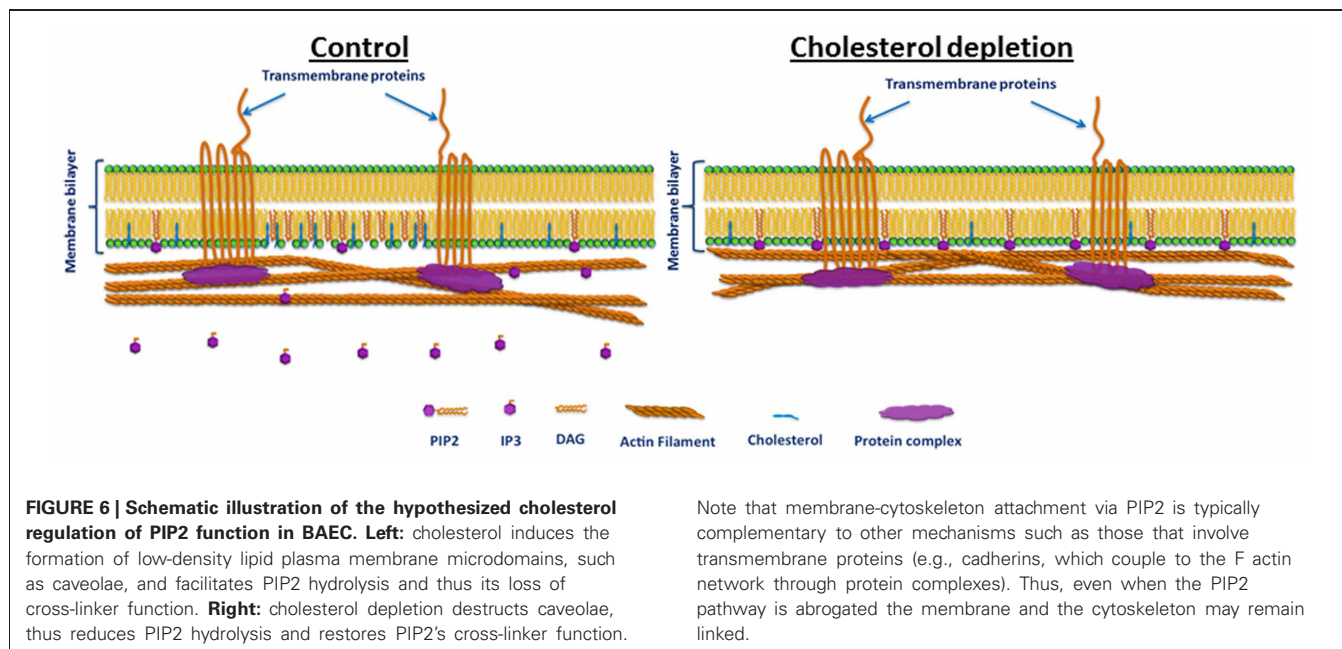 Control
Transmembrane proteins
Membrane bilayer
Cholesterol depletion
Transmembrane proteins
Membrane bilayer
PIP2
IP3
DAG
Actin Filament
Cholesterol
Protein complex
FIGURE 6 | Schematic illustration of the hypothesized cholesterol
regulation of PIP2 function in BAEC. Left: cholesterol induces the
formation of low-density lipid plasma membrane microdomains, such
as caveolae, and facilitates PIP2 hydrolysis and thus its loss of
cross-linker function. Right: cholesterol depletion destructs caveolae,
thus reduces PIP2 hydrolysis and restores PIP2's cross-linker function.
Note that membrane-cytoskeleton attachment via PIP2 is typically
complementary to other mechanisms such as those that involve
transmembrane proteins (e.g., cadherins, which couple to the F actin
network through protein complexes). Thus, even when the PIP2
pathway is abrogated the membrane and the cytoskeleton may remain
linked.